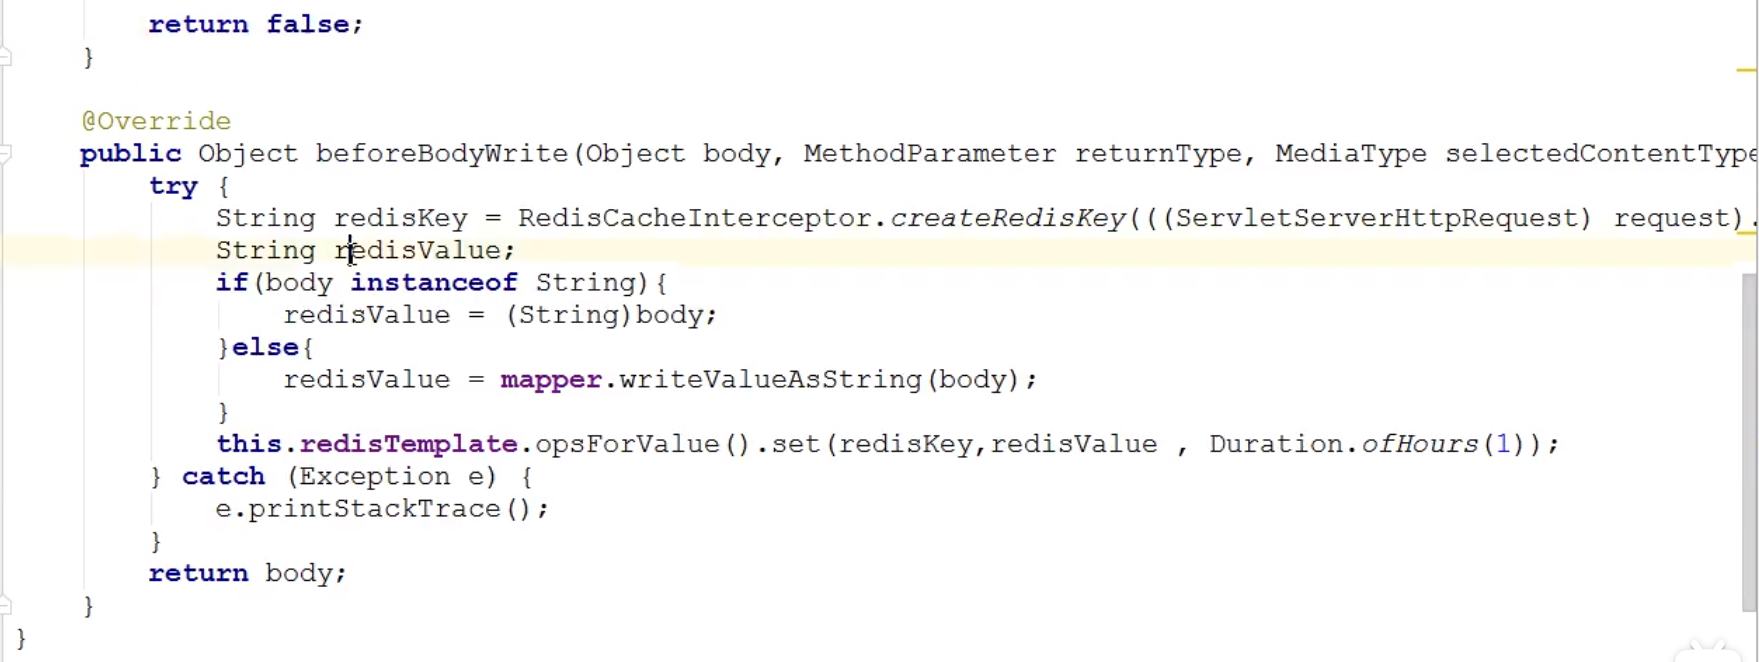 return false;
}
@Override
public Object beforeBodyWrite(Object body, MethodParameter returnType, MediaType selectedContentType
try {
String redisKey = RedisCacheInterceptor.createRedisKey(((ServletServerHttpRequest) request).
String redisValue;
if(body instanceof String){
redisValue = (String)body;
}else{
redisValue = mapper.writeValueAsString(body);
}
this.redisTemplate.opsForValue().set(redisKey,redisValue , Duration.ofHours(1));
} catch (Exception e) {
e.printStackTrace();
}
return body;
}
}